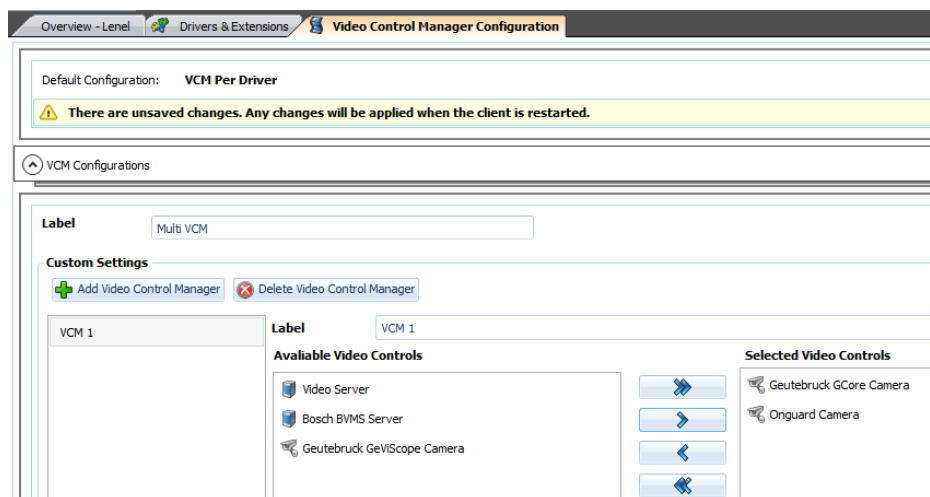 Overview - Lenel Drivers & Extensions Video Control Manager Configuration
Default Configuration: VCM Per Driver
There are unsaved changes. Any changes will be applied when the client is restarted.
VCM Configurations
Label Multi VCM
Custom Settings
Add Video Control Manager Delete Video Control Manager
VCM 1
Label VCM 1
Avaliable Video Controls
Video Server
Bosch BVMS Server
Geutebruck GeViScope Camera
Selected Video Controls
Geutebruck GCore Camera
Onguard Camera